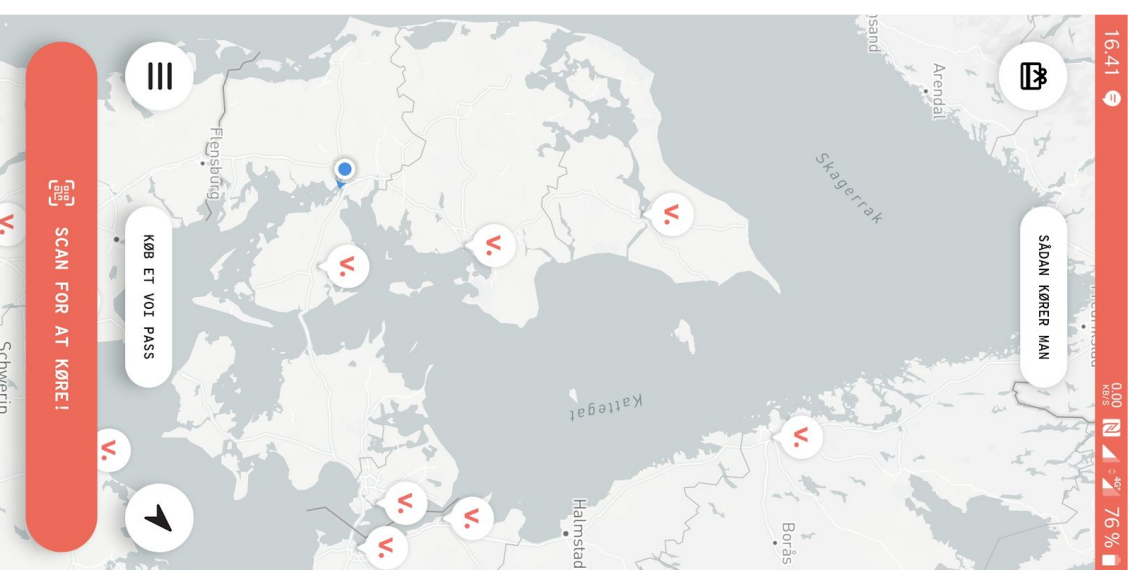 16.41
0.00
KB/S
4G+
76 %
SÅDAN KØRER MAN
Arendal
Skagerrak
Kattegat
Borås
Halmstad
V.
V.
V.
V.
V.
V.
V.
V.
V.
Flensburg
Schwerin
KØB ET VOI PASS
SCAN FOR AT KØRE!